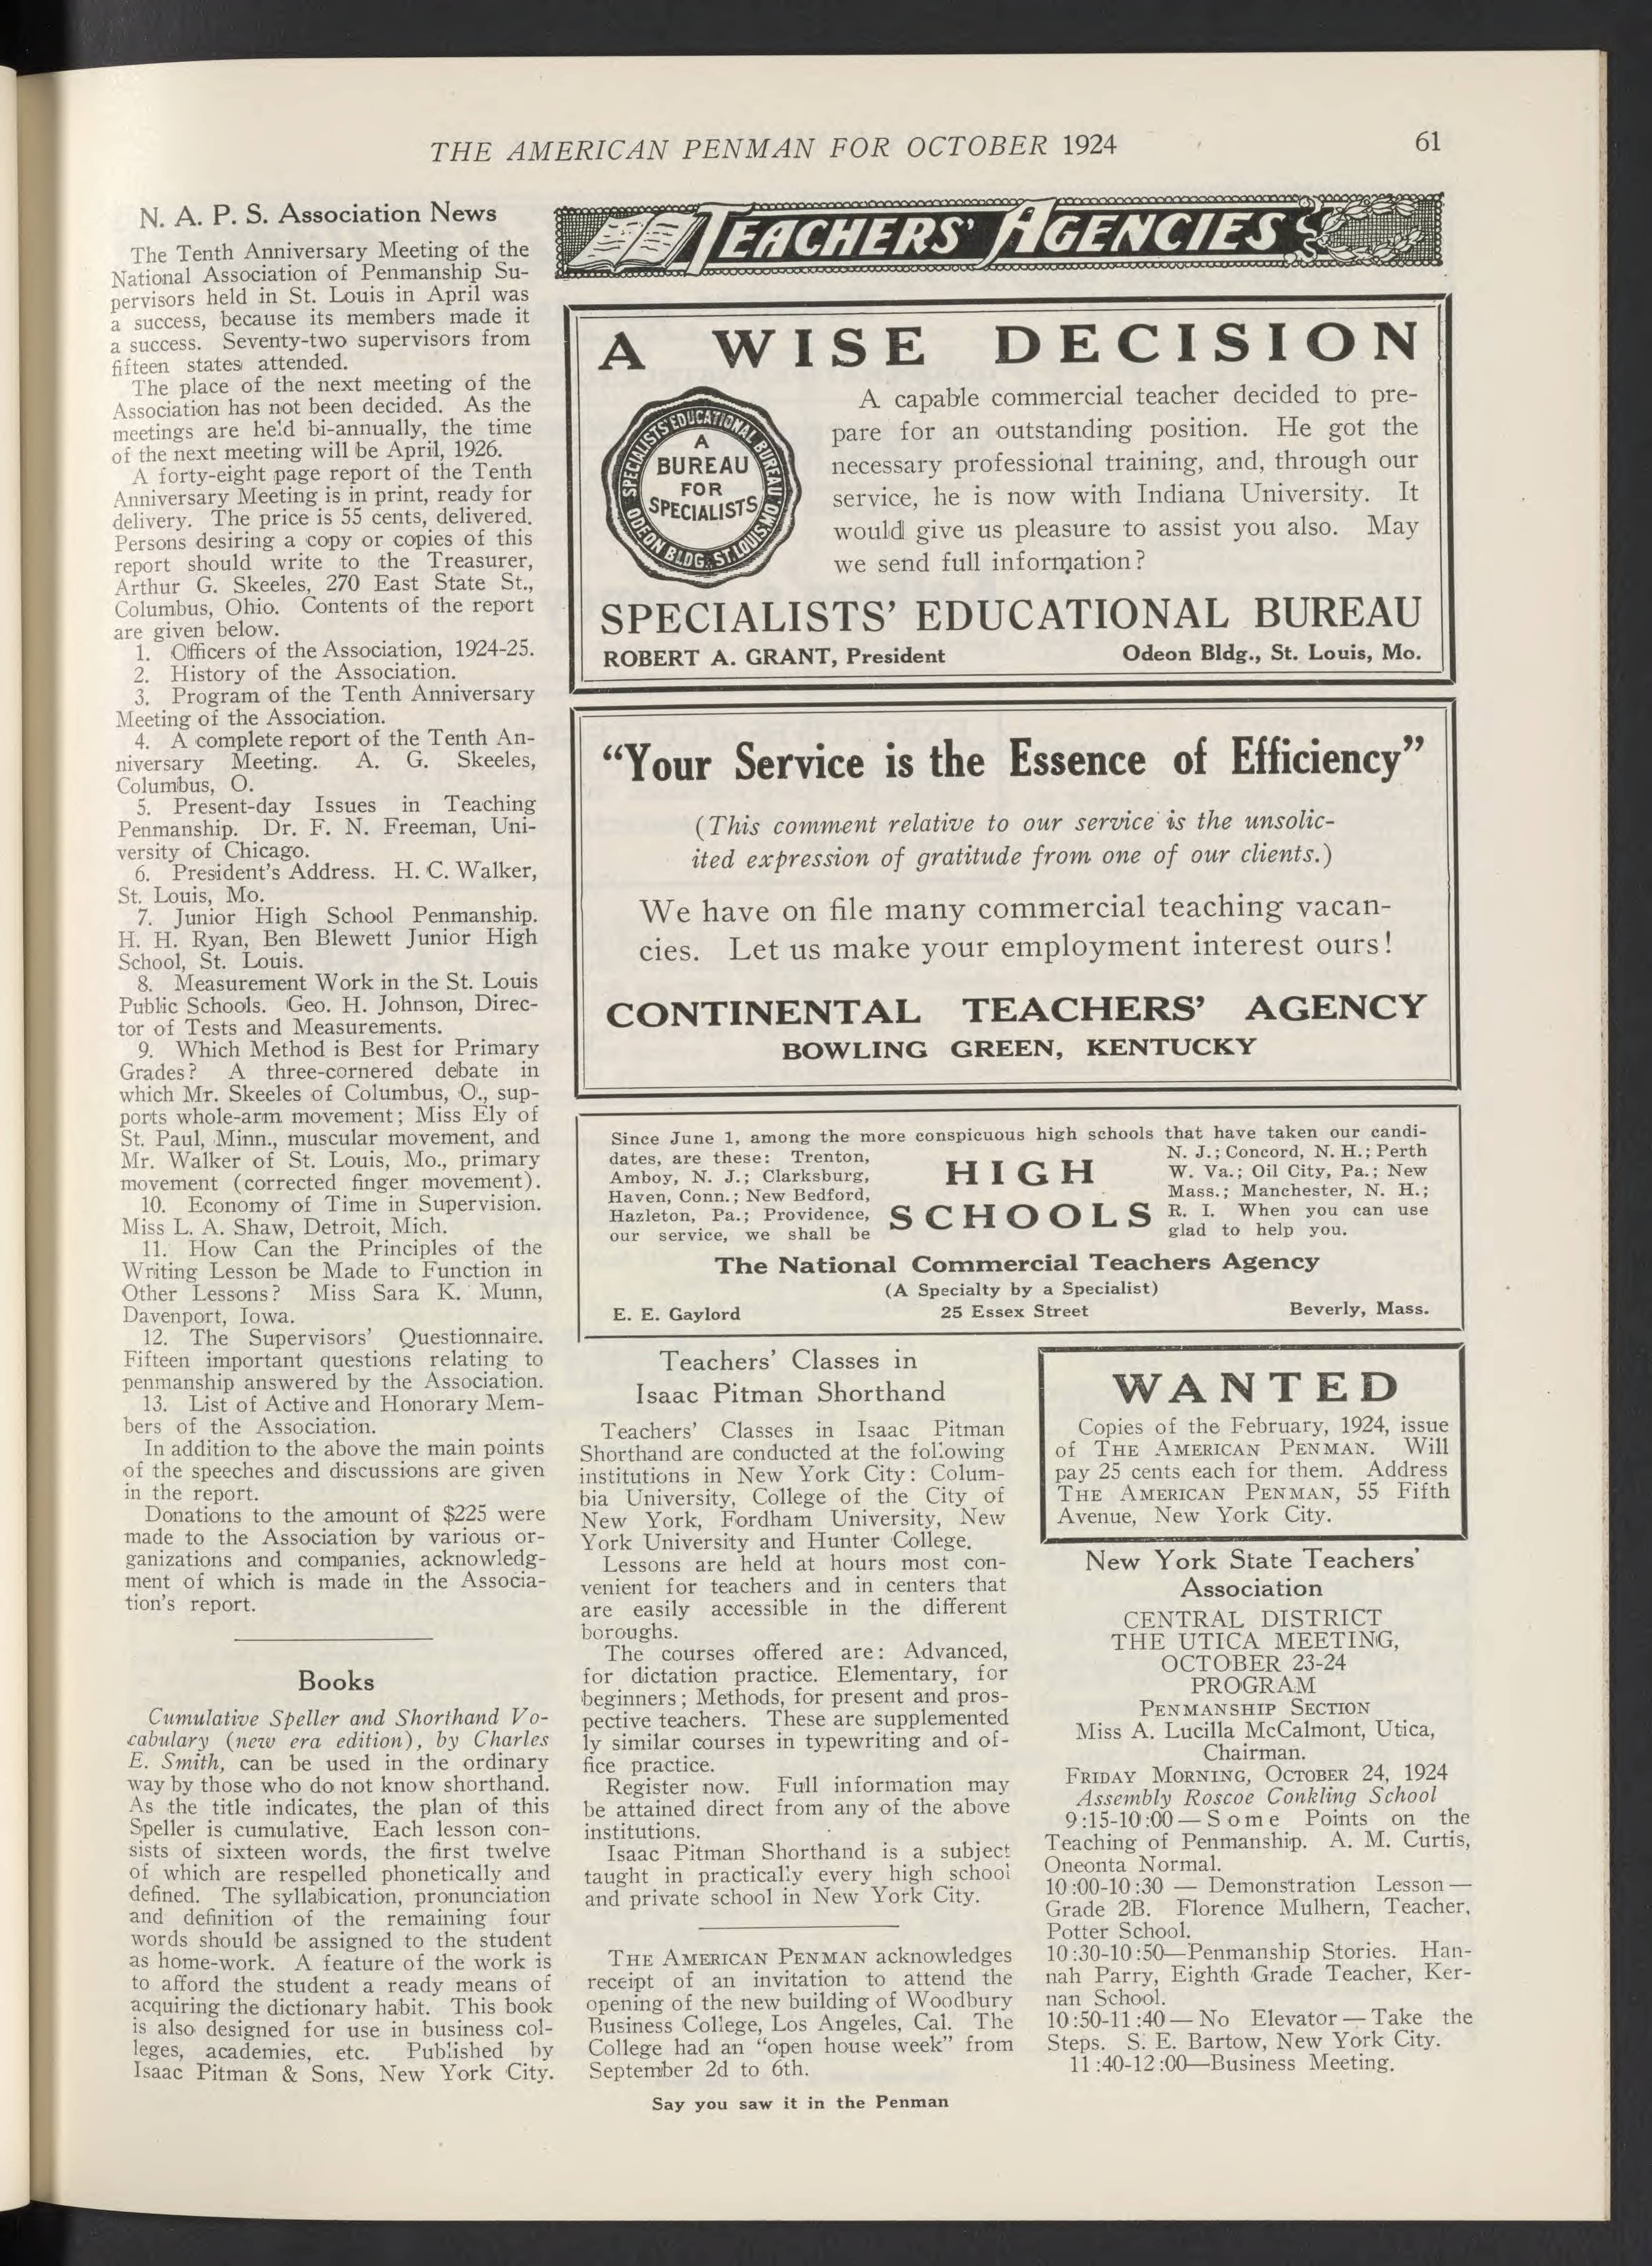 THE AMERICAN PENMAN FOR OCTOBER 1924
61
N. A. P. S. Association News
The Tenth Anniversary Meeting of the
National Association of Penmanship Su-
pervisors held in St. Louis in April was
a success, because its members made it
a success. Seventy-two supervisors from
fifteen states attended.
The place of the next meeting of the
Association has not been decided. As the
meetings are held bi-annually, the time
of the next meeting will be April, 1926.
A forty-eight page report of the Tenth
Anniversary Meeting is in print, ready for
delivery. The price is 55 cents, delivered.
Persons desiring a copy or copies of this
report should write to the Treasurer,
Arthur G. Skeeles, 270 East State St.,
Columbus, Ohio. Contents of the report
are given below.
1. Officers of the Association, 1924-25.
2. History of the Association.
3. Program of the Tenth Anniversary
Meeting of the Association.
4. A complete report of the Tenth An-
niversary Meeting. A. G. Skeeles,
Columbus, O.
5. Present-day Issues in Teaching
Penmanship. Dr. F. N. Freeman, Uni-
versity of Chicago.
6. President's Address. H. C. Walker,
St. Louis, Mo.
7. Junior High School Penmanship.
H. H. Ryan, Ben Blewett Junior High
School, St. Louis.
8. Measurement Work in the St. Louis
Public Schools. Geo. H. Johnson, Direc-
tor of Tests and Measurements.
9. Which Method is Best for Primary
Grades? A three-cornered debate in
which Mr. Skeeles of Columbus, O., sup-
ports whole-arm movement; Miss Ely of
St. Paul, Minn., muscular movement, and
Mr. Walker of St. Louis, Mo., primary
movement (corrected finger movement).
10. Economy of Time in Supervision.
Miss L. A. Shaw, Detroit, Mich.
11. How Can the Principles of the
Writing Lesson be Made to Function in
Other Lessons? Miss Sara K. Munn,
Davenport, Iowa.
12. The Supervisors' Questionnaire.
Fifteen important questions relating to
penmanship answered by the Association.
13. List of Active and Honorary Mem-
bers of the Association.
In addition to the above the main points
of the speeches and discussions are given
in the report.
Donations to the amount of $225 were
made to the Association by various or-
ganizations and companies, acknowledg-
ment of which is made in the Associa-
tion's report.
Books
Cumulative Speller and Shorthand Vo-
cabulary (new era edition), by Charles
E. Smith, can be used in the ordinary
way by those who do not know shorthand.
As the title indicates, the plan of this
Speller is cumulative. Each lesson con-
sists of sixteen words, the first twelve
of which are respelled phonetically and
defined. The syllabication, pronunciation
and definition of the remaining four
words should be assigned to the student
as home-work. A feature of the work is
to afford the student a ready means of
acquiring the dictionary habit. This book
is also designed for use in business col-
leges, academies, etc. Published by
Isaac Pitman & Sons, New York City.
TEACHERS' AGENCIES
A WISE DECISION
SPECIALISTS EDUCATIONAL BUREAU
ODEON BLDG. ST. LOUIS, MO.
A
BUREAU
FOR
SPECIALISTS
A capable commercial teacher decided to pre-
pare for an outstanding position. He got the
necessary professional training, and, through our
service, he is now with Indiana University. It
would give us pleasure to assist you also. May
we send full information?
SPECIALISTS' EDUCATIONAL BUREAU
ROBERT A. GRANT, President Odeon Bldg., St. Louis, Mo.
"Your Service is the Essence of Efficiency"
(This comment relative to our service is the unsolic-
ited expression of gratitude from one of our clients.)
We have on file many commercial teaching vacan-
cies. Let us make your employment interest ours!
CONTINENTAL TEACHERS' AGENCY
BOWLING GREEN, KENTUCKY
Since June 1, among the more conspicuous high schools that have taken our candi-
dates, are these: Trenton, N. J.; Concord, N. H.; Perth
Amboy, N. J.; Clarksburg, W. Va.; Oil City, Pa.; New
Haven, Conn.; New Bedford, Mass.; Manchester, N. H.;
Hazleton, Pa.; Providence, R. I. When you can use
our service, we shall be glad to help you.
HIGH
SCHOOLS
The National Commercial Teachers Agency
(A Specialty by a Specialist)
E. E. Gaylord 25 Essex Street Beverly, Mass.
Teachers' Classes in
Isaac Pitman Shorthand
Teachers' Classes in Isaac Pitman
Shorthand are conducted at the following
institutions in New York City: Colum-
bia University, College of the City of
New York, Fordham University, New
York University and Hunter College.
Lessons are held at hours most con-
venient for teachers and in centers that
are easily accessible in the different
boroughs.
The courses offered are: Advanced,
for dictation practice. Elementary, for
beginners; Methods, for present and pros-
pective teachers. These are supplemented
ly similar courses in typewriting and of-
fice practice.
Register now. Full information may
be attained direct from any of the above
institutions.
Isaac Pitman Shorthand is a subject
taught in practically every high school
and private school in New York City.
THE AMERICAN PENMAN acknowledges
receipt of an invitation to attend the
opening of the new building of Woodbury
Business College, Los Angeles, Cal. The
College had an "open house week" from
September 2d to 6th.
WANTED
Copies of the February, 1924, issue
of THE AMERICAN PENMAN. Will
pay 25 cents each for them. Address
THE AMERICAN PENMAN, 55 Fifth
Avenue, New York City.
New York State Teachers'
Association
CENTRAL DISTRICT
THE UTICA MEETING,
OCTOBER 23-24
PROGRAM
PENMANSHIP SECTION
Miss A. Lucilla McCalmont, Utica,
Chairman.
FRIDAY MORNING, OCTOBER 24, 1924
Assembly Roscoe Conkling School
9:15-10:00—Some Points on the
Teaching of Penmanship. A. M. Curtis,
Oneonta Normal.
10:00-10:30 — Demonstration Lesson —
Grade 2B. Florence Mulhern, Teacher,
Potter School.
10:30-10:50—Penmanship Stories. Han-
nah Parry, Eighth Grade Teacher, Ker-
nan School.
10:50-11:40 — No Elevator — Take the
Steps. S. E. Bartow, New York City.
11:40-12:00—Business Meeting.
Say you saw it in the Penman